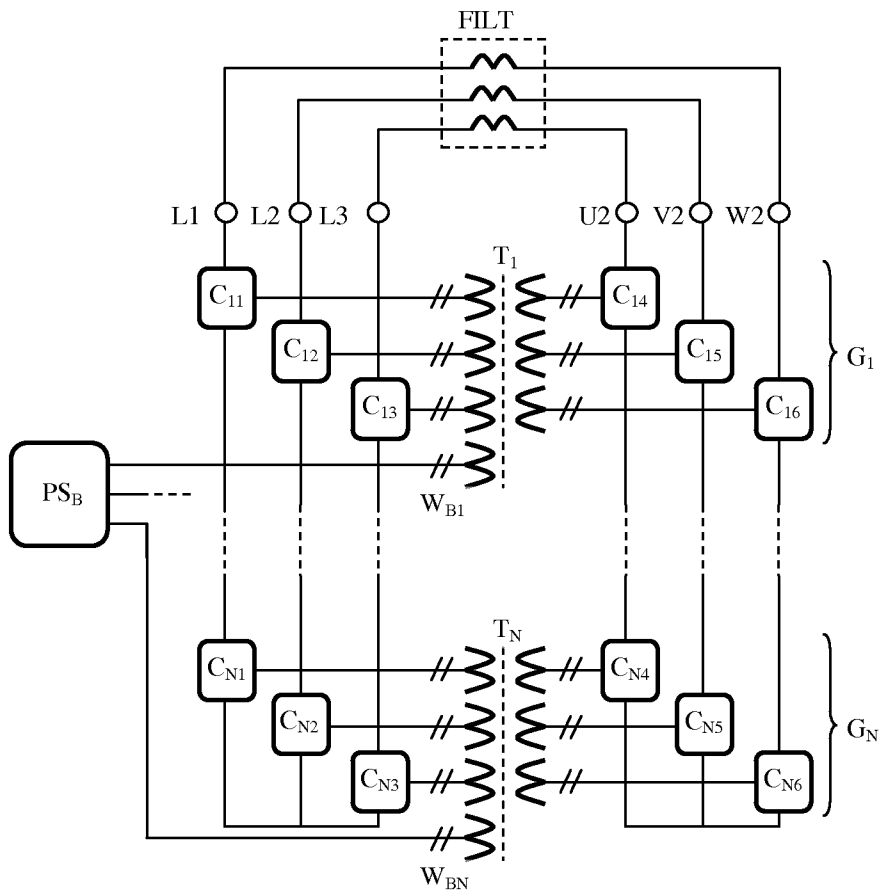 FILT
L1 L2 L3 U2 V2 W2
T1
C11 C14
C12 C15 G1
C13 C16
PSB
WB1
TN
CN1 CN4
CN2 CN5 GN
CN3 CN6
WBN